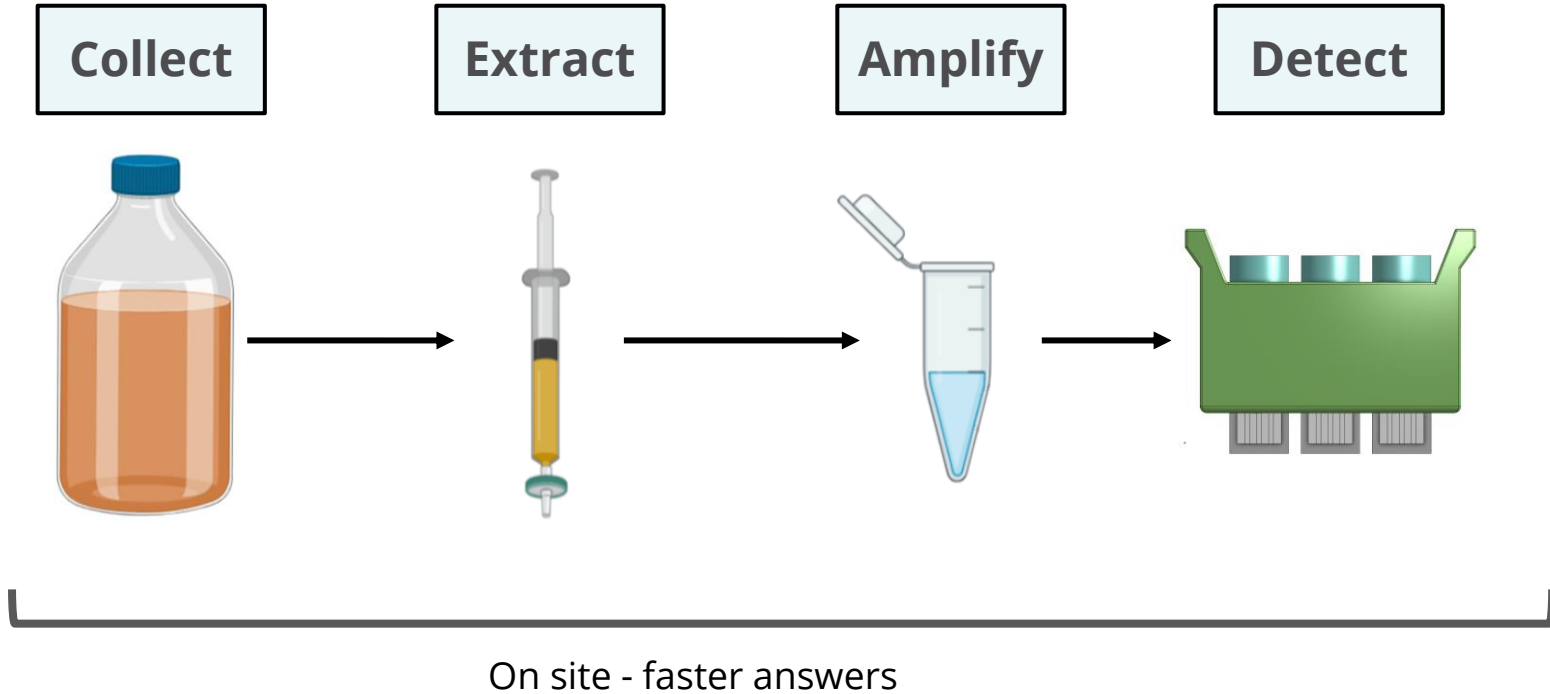 Collect
Extract
Amplify
Detect
On site - faster answers